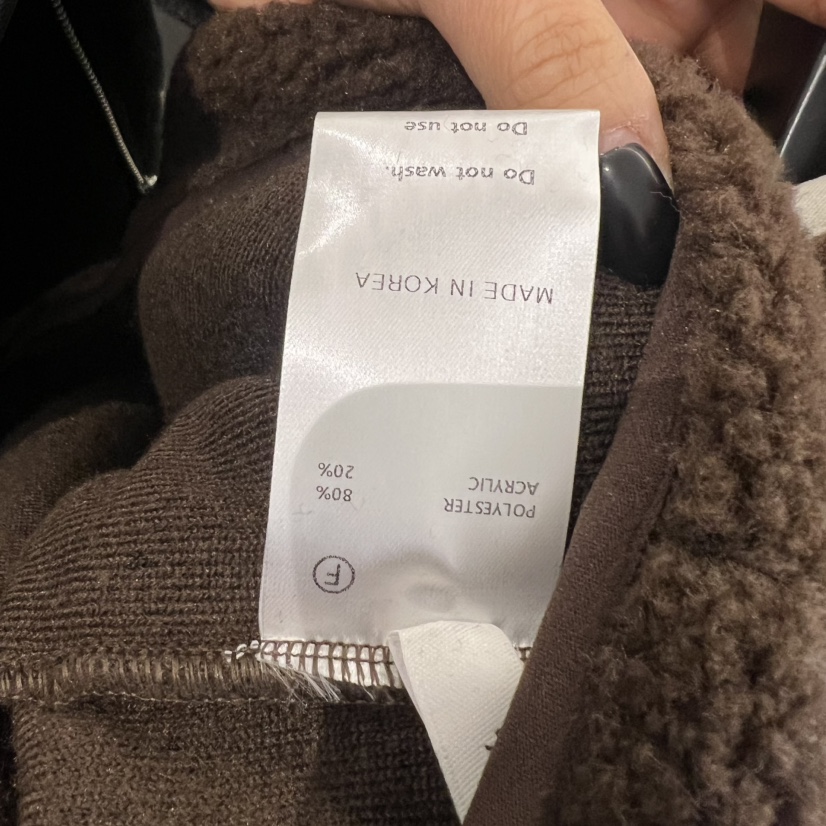 F
POLYESTER 80%
ACRYLIC 20%
MADE IN KOREA
Do not wash.
Do not use